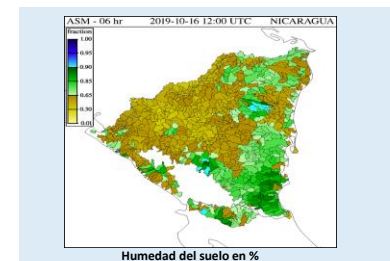 ASM - 06 hr 2019-10-16 12:00 UTC NICARAGUA
fraction
1.00
0.95
0.90
0.85
0.65
0.30
0.01
Humedad del suelo en %